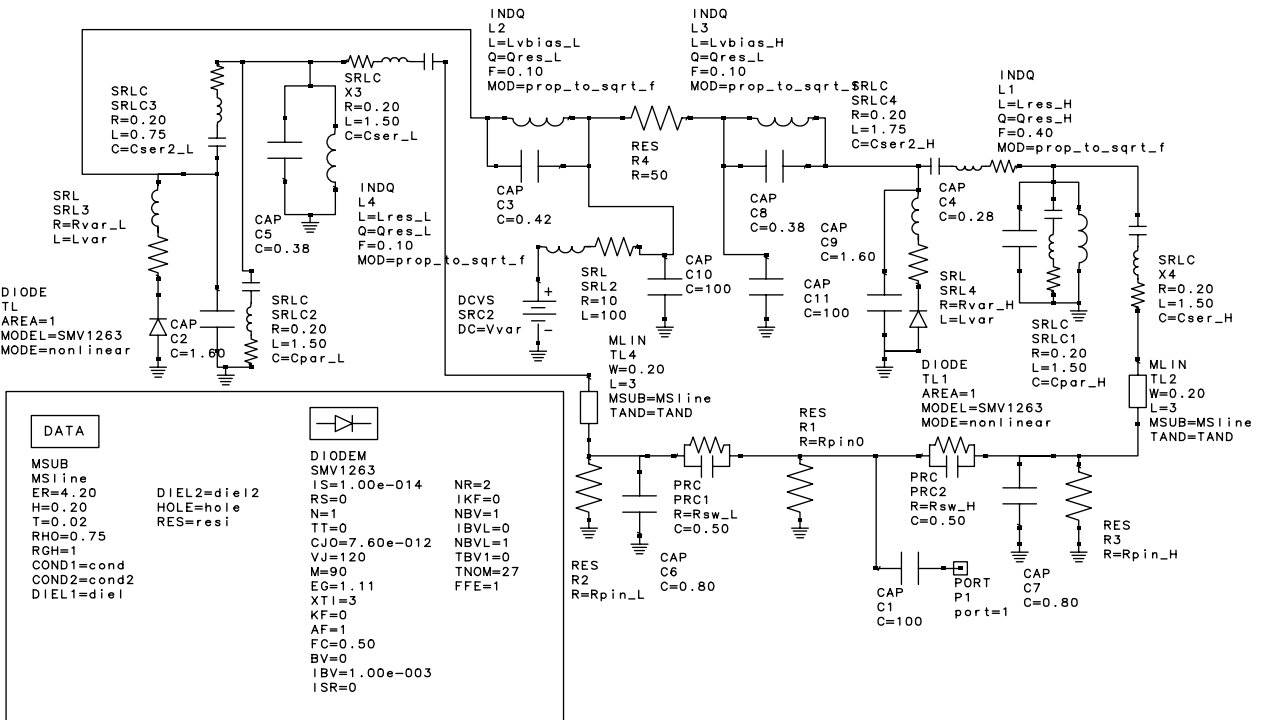 INDQ
L2
L=Lvbias_L
Q=Qres_L
F=0.10
MOD=prop_to_sqrt_f
INDQ
L3
L=Lvbias_H
Q=Qres_L
F=0.10
MOD=prop_to_sqrt_f
SRLC
SRLC3
R=0.20
L=0.75
C=Cser2_L
SRLC
X3
R=0.20
L=1.50
C=Cser_L
SRLC
SRLC4
R=0.20
L=1.75
C=Cser2_H
INDQ
L1
L=Lres_H
Q=Qres_H
F=0.40
MOD=prop_to_sqrt_f
RES
R4
R=50
SRL
SRL3
R=Rvar_L
L=Lvar
CAP
C5
C=0.38
INDQ
L4
L=Lres_L
Q=Qres_L
F=0.10
MOD=prop_to_sqrt_f
CAP
C3
C=0.42
CAP
C8
C=0.38
CAP
C9
C=1.60
CAP
C4
C=0.28
DIODE
TL
AREA=1
MODEL=SMV1263
MODE=nonlinear
CAP
C2
C=1.60
SRLC
SRLC2
R=0.20
L=1.50
C=Cpar_L
DCVS
SRC2
DC=Vvar
+
-
SRL
SRL2
R=10
L=100
CAP
C10
C=100
CAP
C11
C=100
SRL
SRL4
R=Rvar_H
L=Lvar
SRLC
SRLC1
R=0.20
L=1.50
C=Cpar_H
SRLC
X4
R=0.20
L=1.50
C=Cser_H
MLIN
TL4
W=0.20
L=3
MSUB=MSline
TAND=TAND
DIODE
TL1
AREA=1
MODEL=SMV1263
MODE=nonlinear
MLIN
TL2
W=0.20
L=3
MSUB=MSline
TAND=TAND
RES
R1
R=Rpin0
DATA
MSUB
MSline
ER=4.20
H=0.20
T=0.02
RHO=0.75
RGH=1
COND1=cond
COND2=cond2
DIEL1=diel
DIEL2=diel2
HOLE=hole
RES=resi
DIODEM
SMV1263
IS=1.00e-014
RS=0
N=1
TT=0
CJO=7.60e-012
VJ=120
M=90
EG=1.11
XTI=3
KF=0
AF=1
FC=0.50
BV=0
IBV=1.00e-003
ISR=0
NR=2
IKF=0
NBV=1
IBVL=0
NBVL=1
TBV1=0
TNOM=27
FFE=1
RES
R2
R=Rpin_L
CAP
C6
C=0.80
PRC
PRC1
R=Rsw_L
C=0.50
PRC
PRC2
R=Rsw_H
C=0.50
CAP
C1
C=100
PORT
P1
port=1
CAP
C7
C=0.80
RES
R3
R=Rpin_H